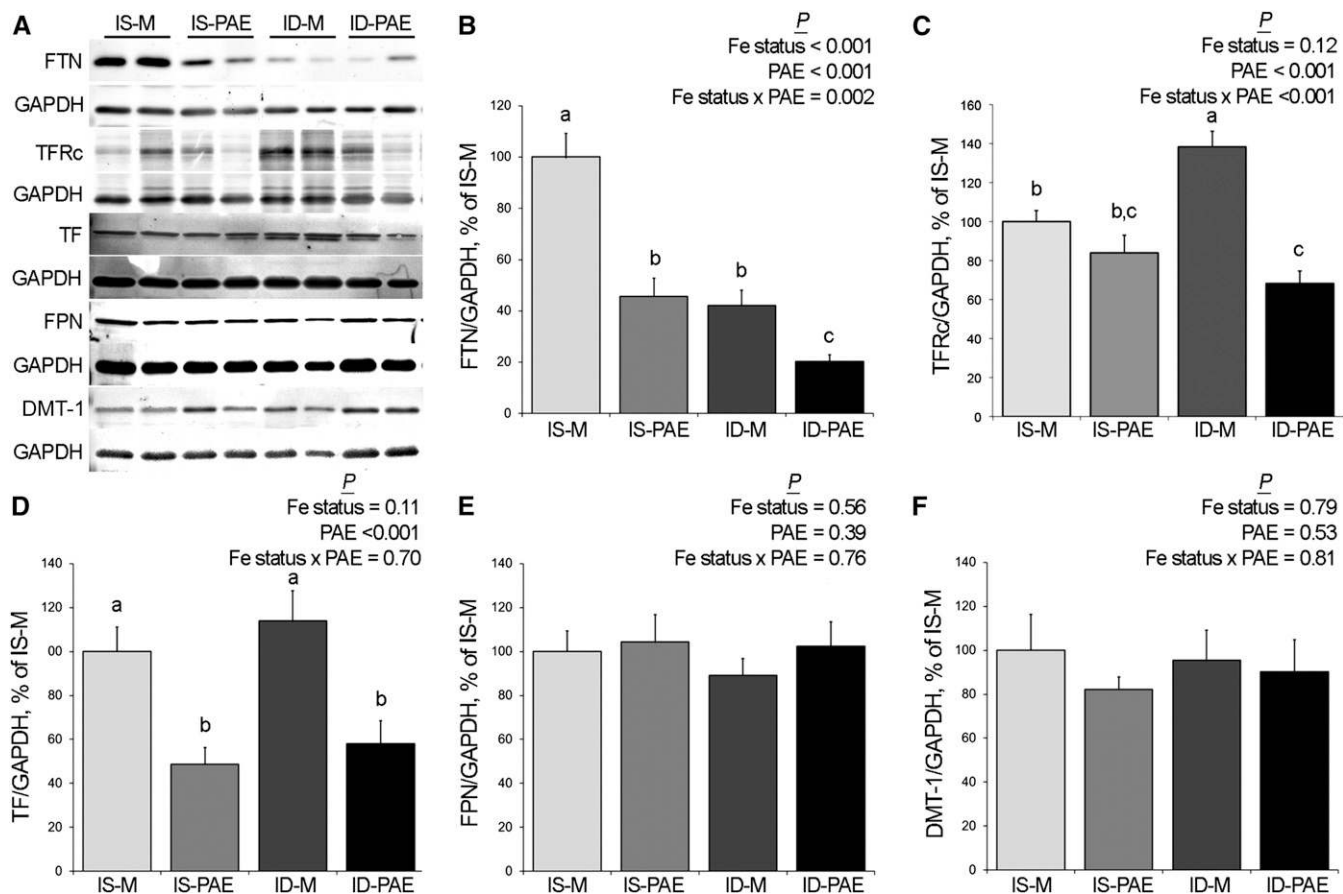 A
IS-M IS-PAE ID-M ID-PAE
FTN
GAPDH
TFRc
GAPDH
TF
GAPDH
FPN
GAPDH
DMT-1
GAPDH
B
P
Fe status < 0.001
PAE < 0.001
Fe status x PAE = 0.002
FTN/GAPDH, % of IS-M
120
100
80
60
40
20
0
a
b
b
c
IS-M IS-PAE ID-M ID-PAE
C
P
Fe status = 0.12
PAE < 0.001
Fe status x PAE <0.001
TFRc/GAPDH, % of IS-M
160
140
120
100
80
60
40
20
0
b
b,c
a
c
IS-M IS-PAE ID-M ID-PAE
D
P
Fe status = 0.11
PAE <0.001
Fe status x PAE = 0.70
TF/GAPDH, % of IS-M
140
120
00
80
60
40
20
0
a
b
a
b
IS-M IS-PAE ID-M ID-PAE
E
P
Fe status = 0.56
PAE = 0.39
Fe status x PAE = 0.76
FPN/GAPDH, % of IS-M
140
120
100
80
60
40
20
0
IS-M IS-PAE ID-M ID-PAE
F
P
Fe status = 0.79
PAE = 0.53
Fe status x PAE = 0.81
DMT-1/GAPDH, % of IS-M
140
120
100
80
60
40
20
0
IS-M IS-PAE ID-M ID-PAE